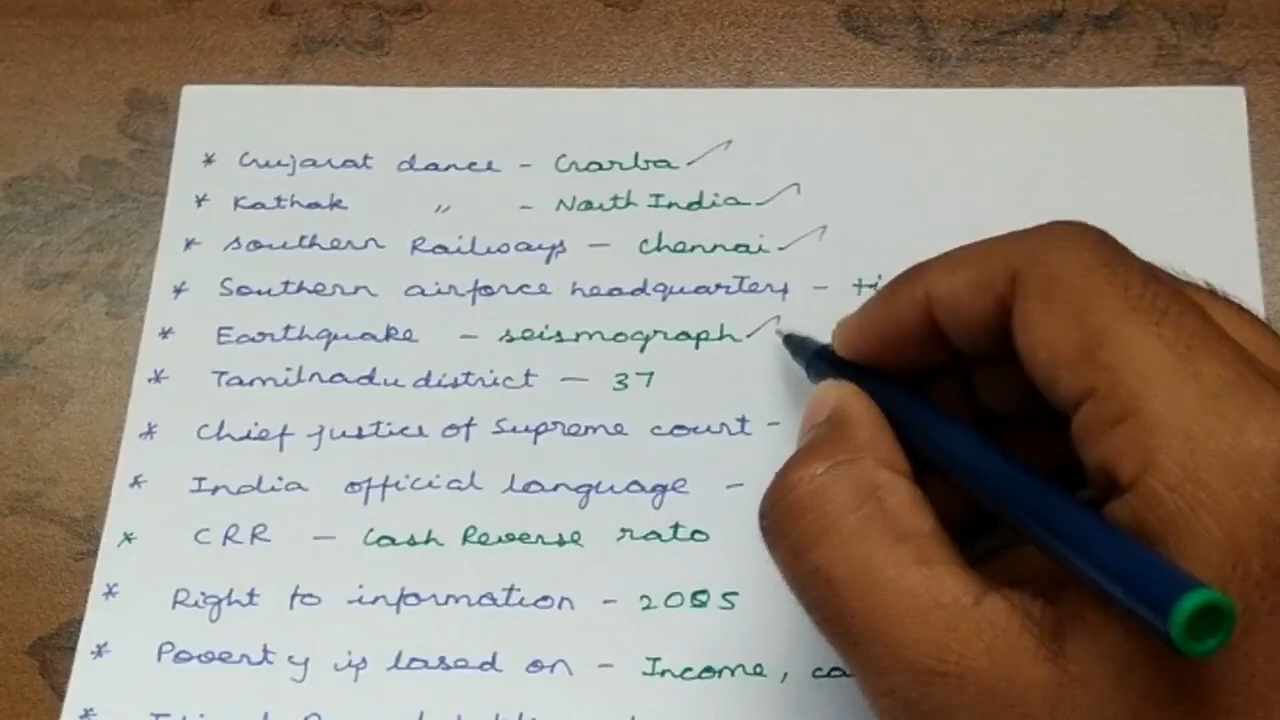 * Gujarat dance - Garba
* Kathak " - North India
* Southern Railways - Chennai
* Southern airforce headquarters -
* Earthquake - seismograph
* Tamilnadu district - 37
* Chief justice of Supreme court -
* India official language -
* CRR - Cash Reverse rato
* Right to information - 2005
* Poverty is lased on - Income,
*